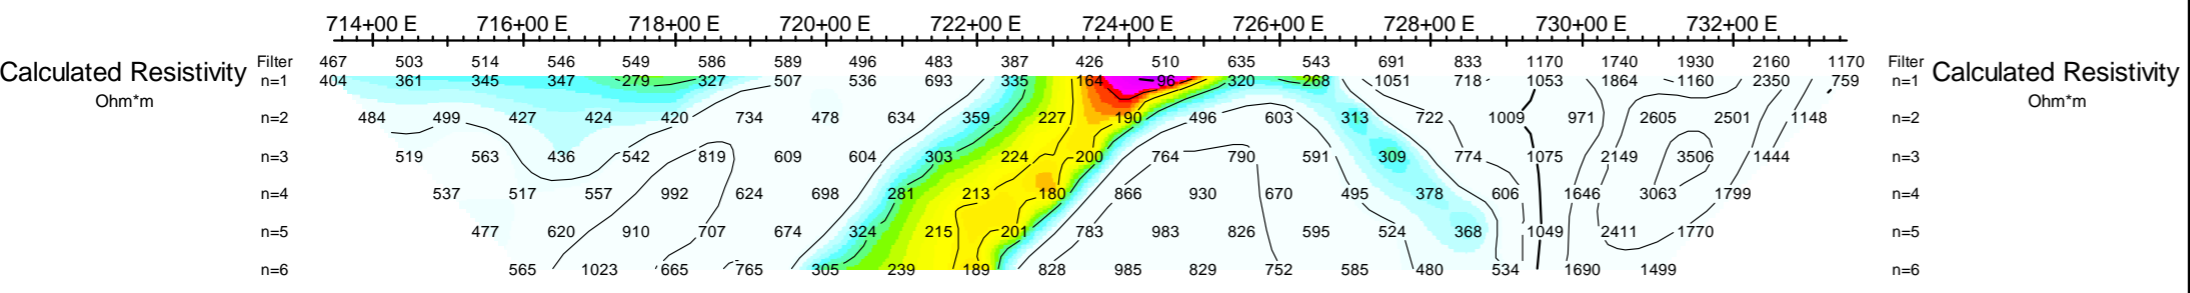 714+00 E 716+00 E 718+00 E 720+00 E 722+00 E 724+00 E 726+00 E 728+00 E 730+00 E 732+00 E
Filter 467 503 514 546 549 586 589 496 483 387 426 510 635 543 691 833 1170 1740 1930 2160 1170 Filter
Calculated Resistivity n=1 404 361 345 347 279 327 507 536 693 335 164 96 320 268 1051 718 1053 1864 1160 2350 759 n=1 Calculated Resistivity
Ohm*m Ohm*m
n=2 484 499 427 424 420 734 478 634 359 227 190 496 603 313 722 1009 971 2605 2501 1148 n=2
n=3 519 563 436 542 819 609 604 303 224 200 764 790 591 309 774 1075 2149 3506 1444 n=3
n=4 537 517 557 992 624 698 281 213 180 866 930 670 495 378 606 1646 3063 1799 n=4
n=5 477 620 910 707 674 324 215 201 783 983 826 595 524 368 1049 2411 1770 n=5
n=6 565 1023 665 765 305 239 189 828 985 829 752 585 480 534 1690 1499 n=6